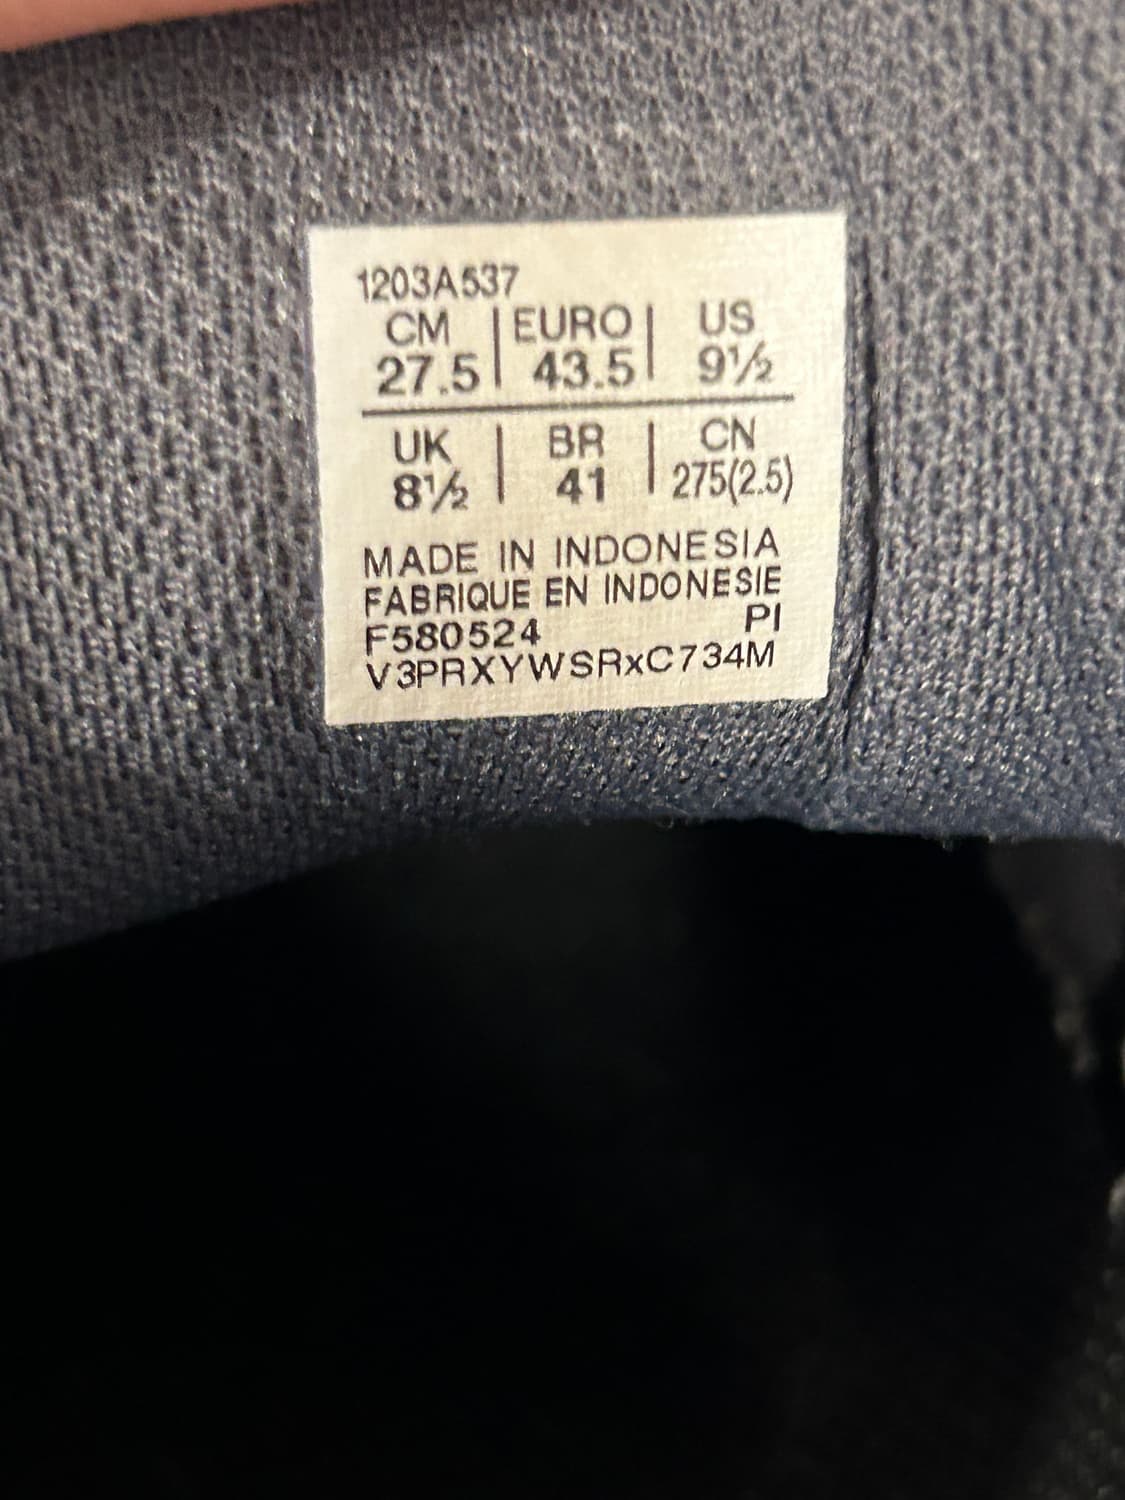 1203A537
CM | EURO | US
27.5 | 43.5 | 9½
UK | BR | CN
8½ | 41 | 275(2.5)
MADE IN INDONESIA
FABRIQUE EN INDONESIE
F580524 PI
V3PRXYWSRxC734M